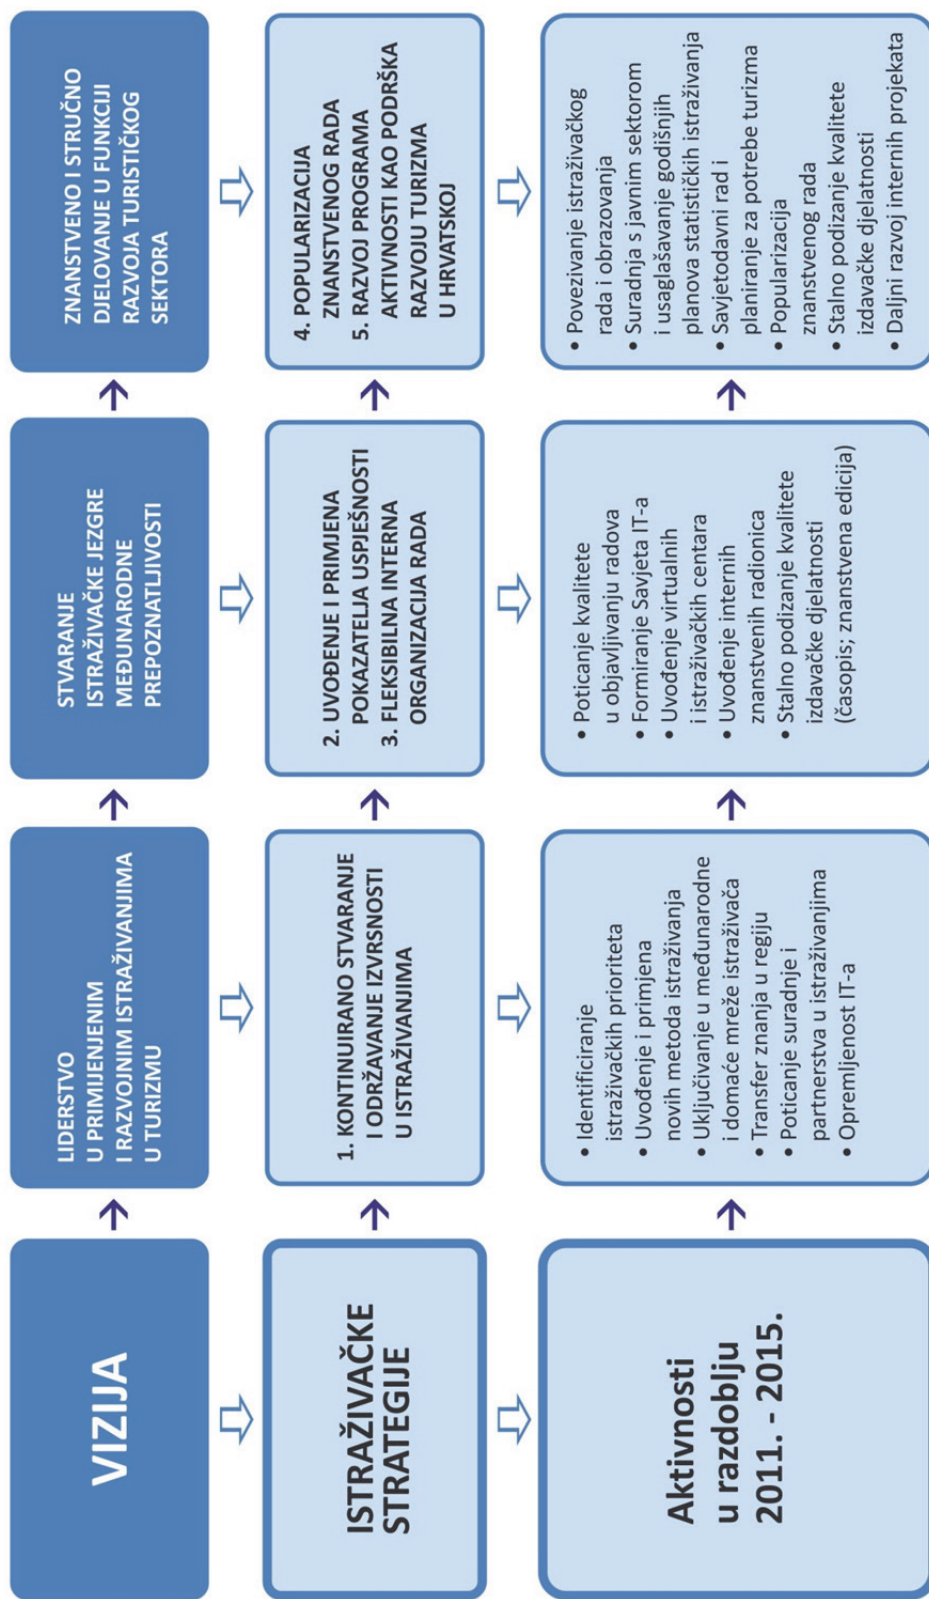 VIZIJA
LIDERSTVO
U PRIMIJENJENIM
I RAZVOJNIM ISTRAŽIVANJIMA
U TURIZMU
STVARANJE
ISTRAŽIVAČKE JEZGRE
MEĐUNARODNE
PREPOZNATLJIVOSTI
ZNANSTVENO I STRUČNO
DJELOVANJE U FUNKCIJI
RAZVOJA TURISTIČKOG
SEKTORA
ISTRAŽIVAČKE
STRATEGIJE
1. KONTINUIRANO STVARANJE
I ODRŽAVANJE IZVRSNOSTI
U ISTRAŽIVANJIMA
2. UVOĐENJE I PRIMJENA
POKAZATELJA USPJEŠNOSTI
3. FLEKSIBILNA INTERNA
ORGANIZACIJA RADA
4. POPULARIZACIJA
ZNANSTVENOG RADA
5. RAZVOJ PROGRAMA
AKTIVNOSTI KAO PODRŠKA
RAZVOJU TURIZMA
U HRVATSKOJ
Aktivnosti
u razdoblju
2011. - 2015.
• Identificiranje
istraživačkih prioriteta
• Uvođenje i primjena
novih metoda istraživanja
• Uključivanje u međunarodne
i domaće mreže istraživača
• Transfer znanja u regiju
• Poticanje suradnje i
partnerstva u istraživanjima
• Opremljenost IT-a
• Poticanje kvalitete
u objavljivanju radova
• Formiranje Savjeta IT-a
• Uvođenje virtualnih
i istraživačkih centara
• Uvođenje internih
znanstvenih radionica
• Stalno podizanje kvalitete
izdavačke djelatnosti
(časopis; znanstvena edicija)
• Povezivanje istraživačkog
rada i obrazovanja
• Suradnja s javnim sektorom
i usaglašavanje godišnjih
planova statističkih istraživanja
• Savjetodavni rad i
planiranje za potrebe turizma
• Popularizacija
znanstvenog rada
• Stalno podizanje kvalitete
izdavačke djelatnosti
• Daljni razvoj internih projekata